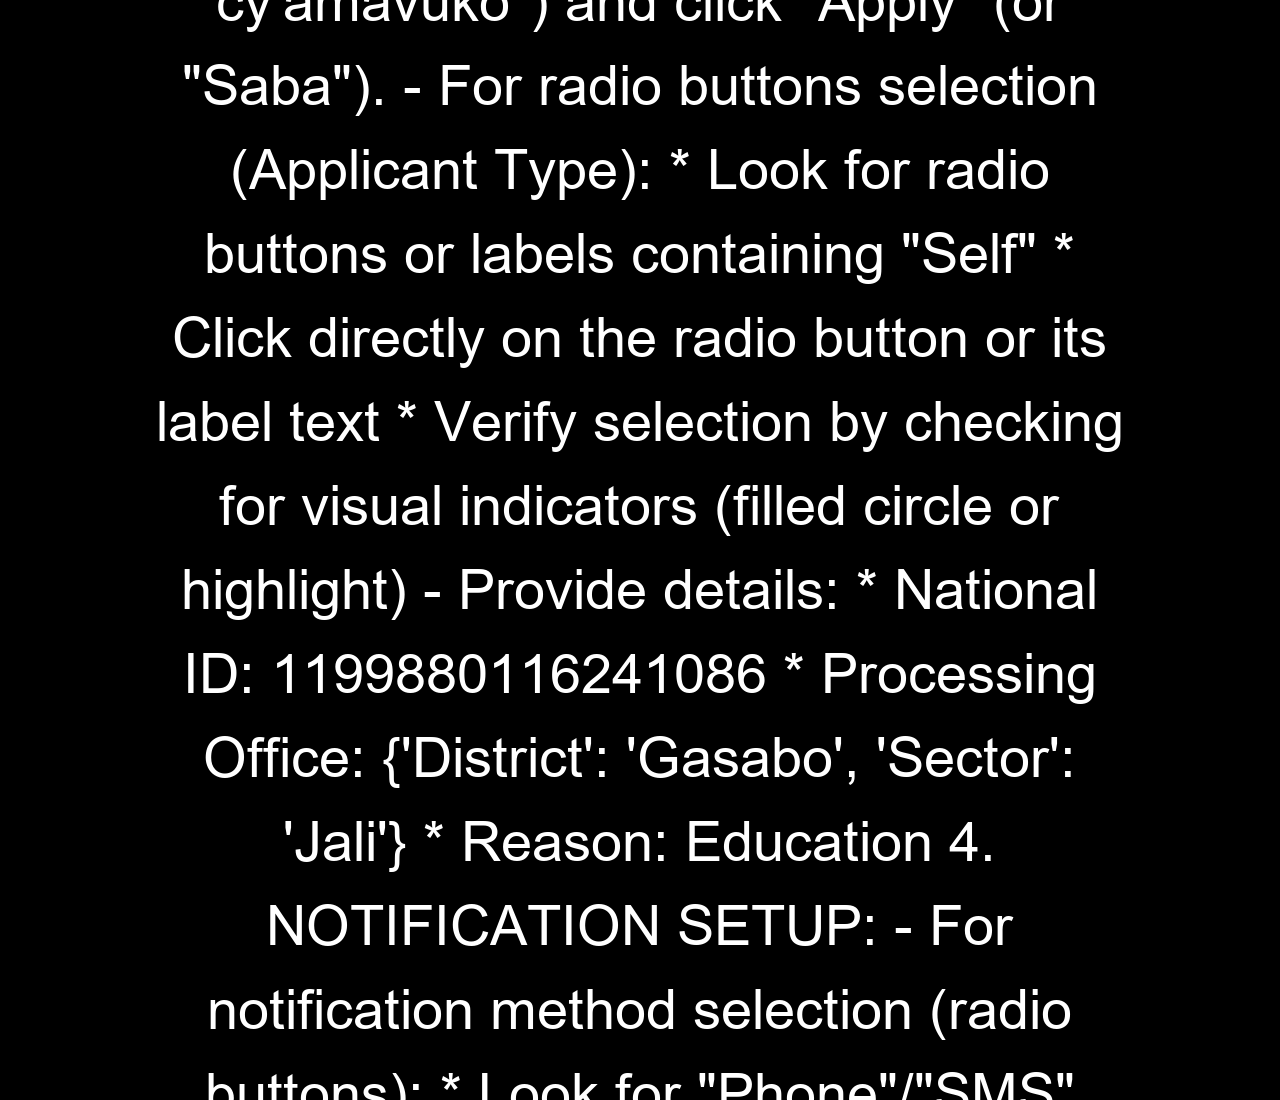 cy'amavuko") and click "Apply" (or
"Saba"). - For radio buttons selection
(Applicant Type): * Look for radio
buttons or labels containing "Self" *
Click directly on the radio button or its
label text * Verify selection by checking
for visual indicators (filled circle or
highlight) - Provide details: * National
ID: 1199880116241086 * Processing
Office: {'District': 'Gasabo', 'Sector':
'Jali'} * Reason: Education 4.
NOTIFICATION SETUP: - For
notification method selection (radio
buttons): * Look for "Phone"/"SMS"